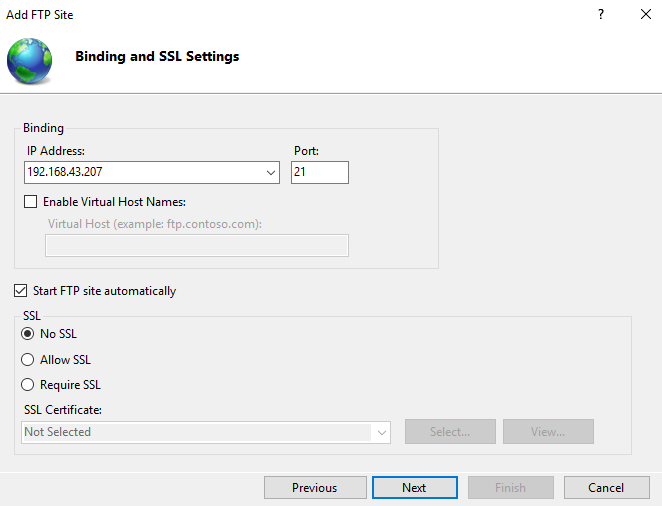 Add FTP Site
?
Binding and SSL Settings
Binding
IP Address: Port:
192.168.43.207 21
Enable Virtual Host Names:
Virtual Host (example: ftp.contoso.com):
Start FTP site automatically
SSL
No SSL
Allow SSL
Require SSL
SSL Certificate:
Not Selected Select... View...
Previous Next Finish Cancel